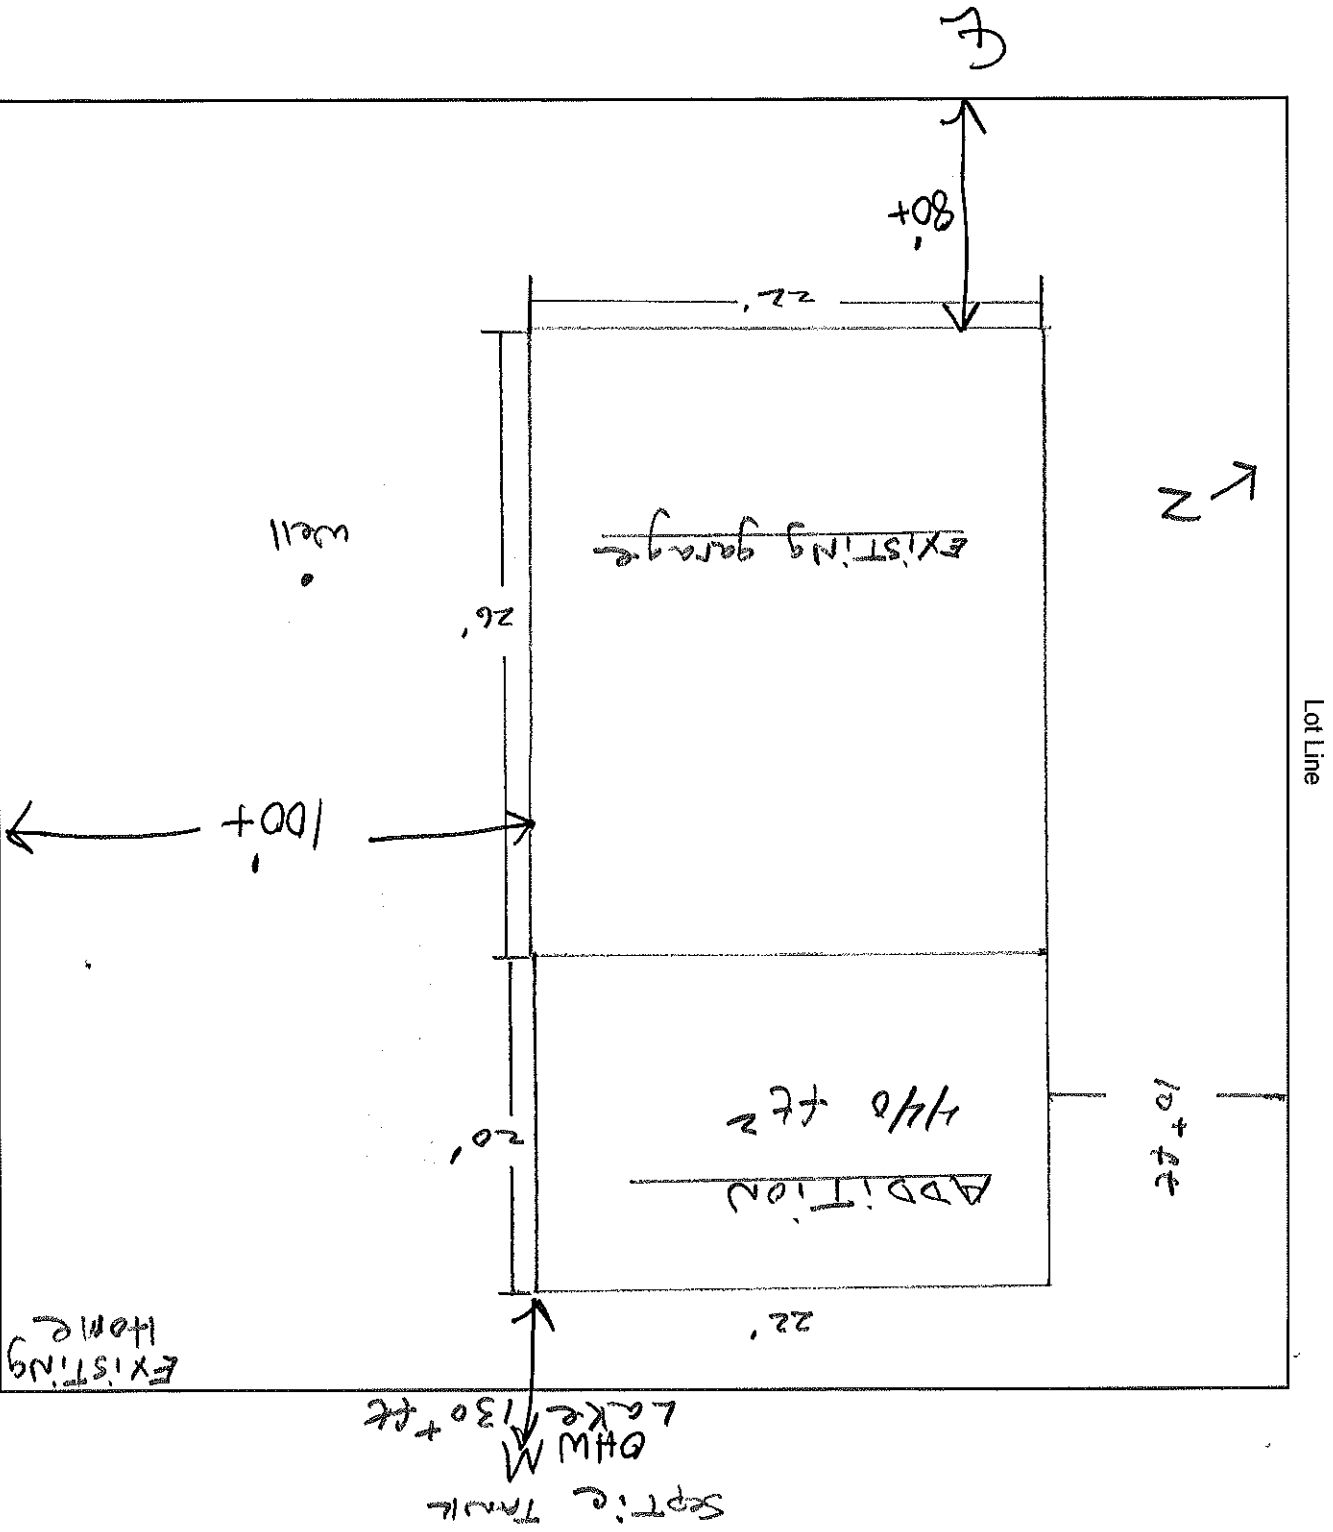 Septic Tank
OHWM
Lake 130+ ft
Existing
Home
22'
Addition
440 ft²
20'
10+ ft
100'+
26'
Well
Existing garage
N
22'
80'+
℄
Lot Line